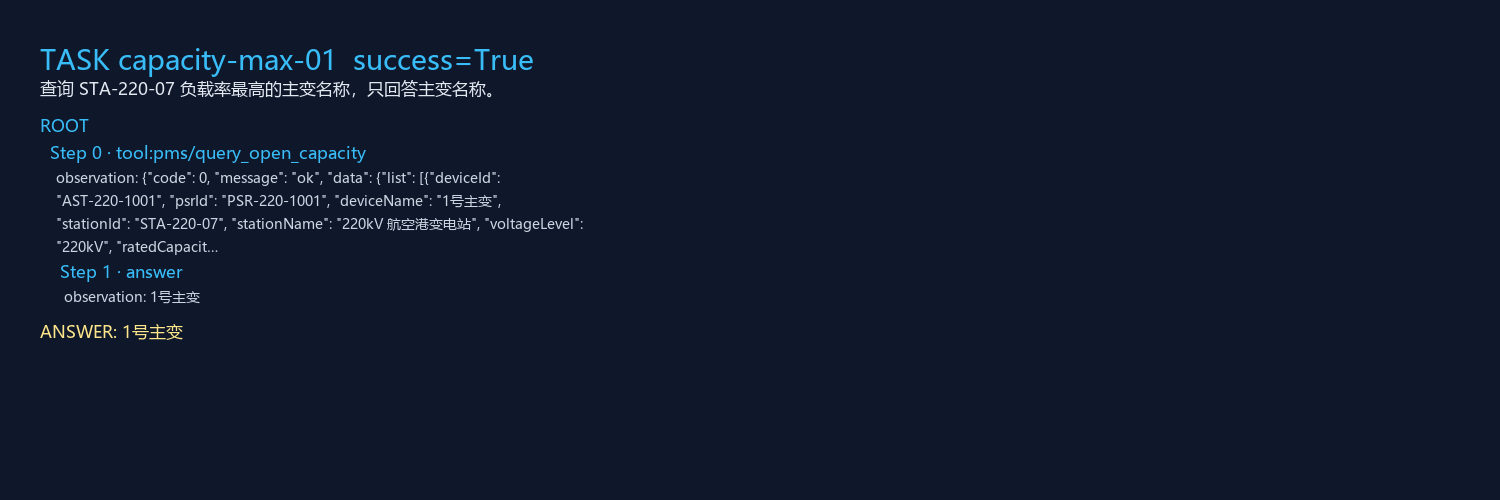 TASK capacity-max-01  success=True
查询 STA-220-07 负载率最高的主变名称，只回答主变名称。
ROOT
Step 0 · tool:pms/query_open_capacity
observation: {"code": 0, "message": "ok", "data": {"list": [{"deviceId":
"AST-220-1001", "psrId": "PSR-220-1001", "deviceName": "1号主变",
"stationId": "STA-220-07", "stationName": "220kV 航空港变电站", "voltageLevel":
"220kV", "ratedCapacit...
Step 1 · answer
observation: 1号主变
ANSWER: 1号主变